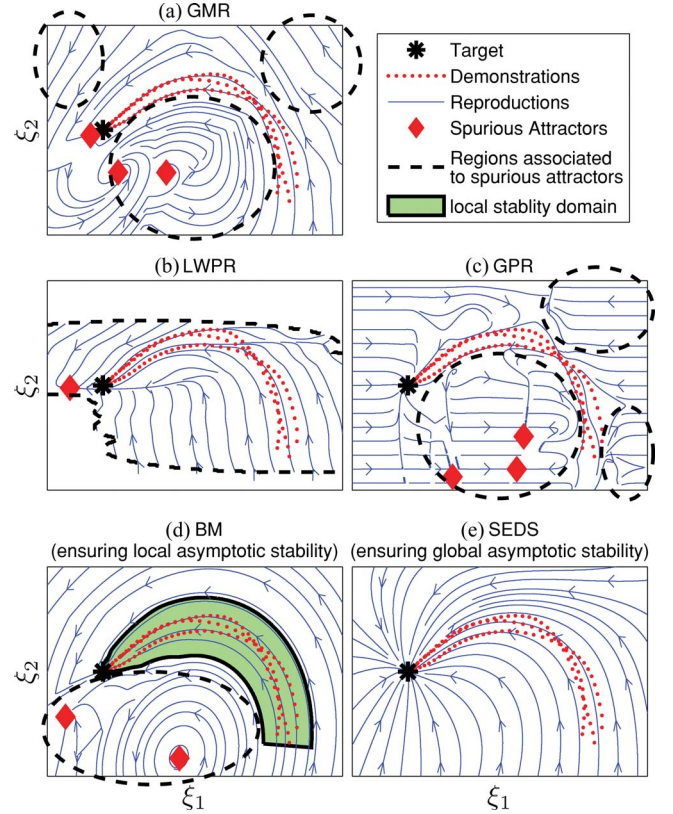 (a) GMR
ξ2
Target
Demonstrations
Reproductions
Spurious Attractors
Regions associated
to spurious attractors
local stablity domain
(b) LWPR
(c) GPR
ξ2
(d) BM
(ensuring local asymptotic stability)
(e) SEDS
(ensuring global asymptotic stability)
ξ2
ξ1
ξ1